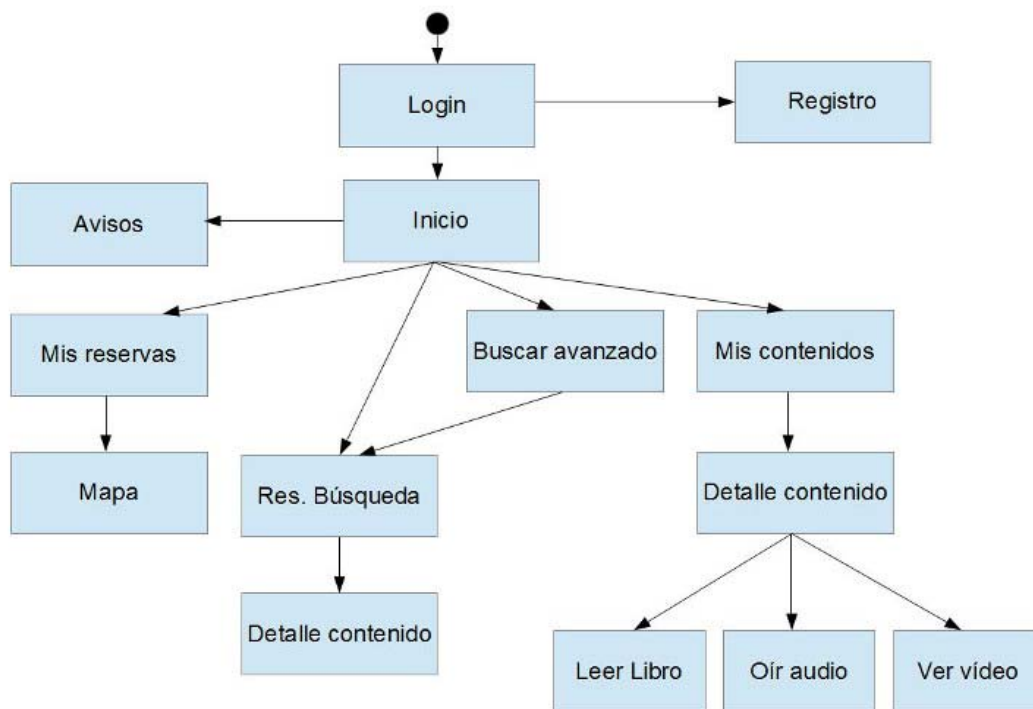 Login
Registro
Avisos
Inicio
Mis reservas
Buscar avanzado
Mis contenidos
Mapa
Res. Búsqueda
Detalle contenido
Detalle contenido
Leer Libro
Oír audio
Ver vídeo